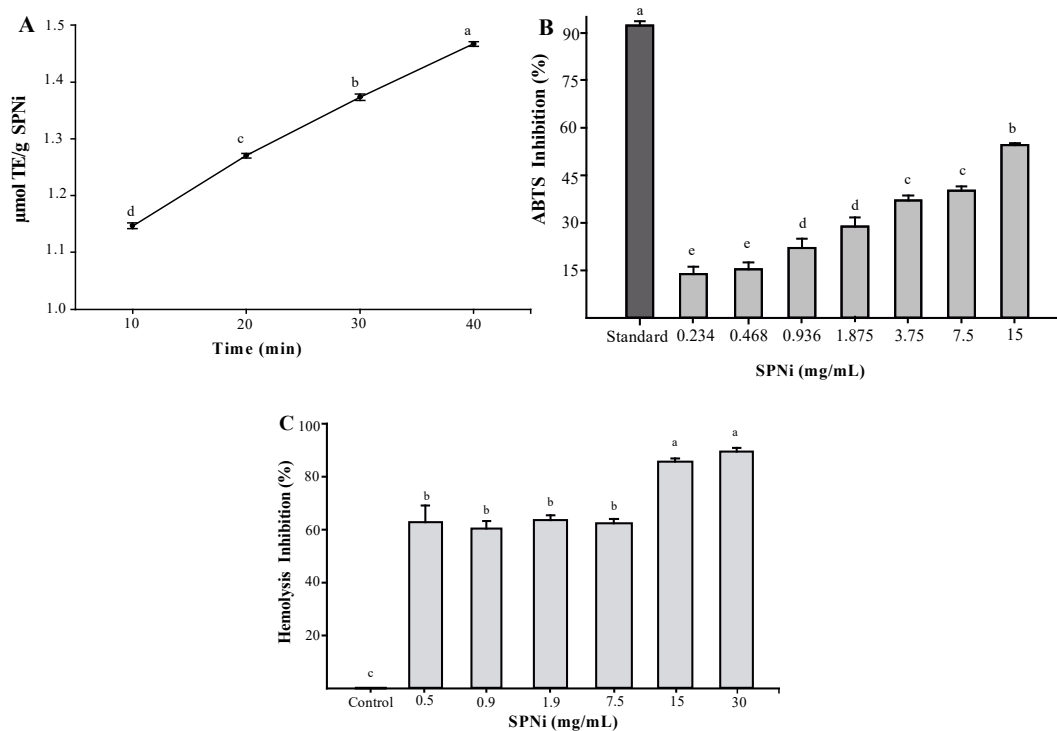 A
1.5
1.4
1.3
1.2
1.1
1.0
µmol TE/g SPNi
d
c
b
a
10 20 30 40
Time (min)
B
90
75
60
45
30
15
ABTS Inhibition (%)
a
e e d d c c b
Standard 0.234 0.468 0.936 1.875 3.75 7.5 15
SPNi (mg/mL)
C
100
80
60
40
20
Hemolysis Inhibition (%)
c b b b b a a
Control 0.5 0.9 1.9 7.5 15 30
SPNi (mg/mL)